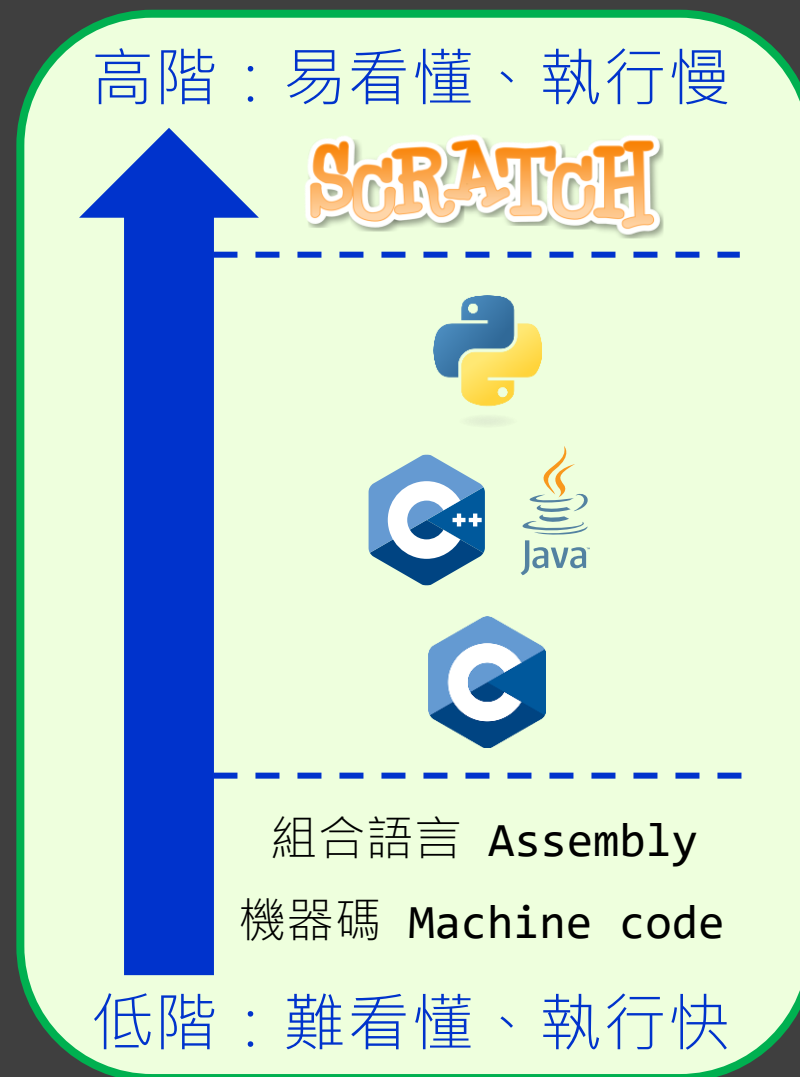 高階：易看懂、執行慢
SCRATCH
C++
Java
C
組合語言 Assembly
機器碼 Machine code
低階：難看懂、執行快